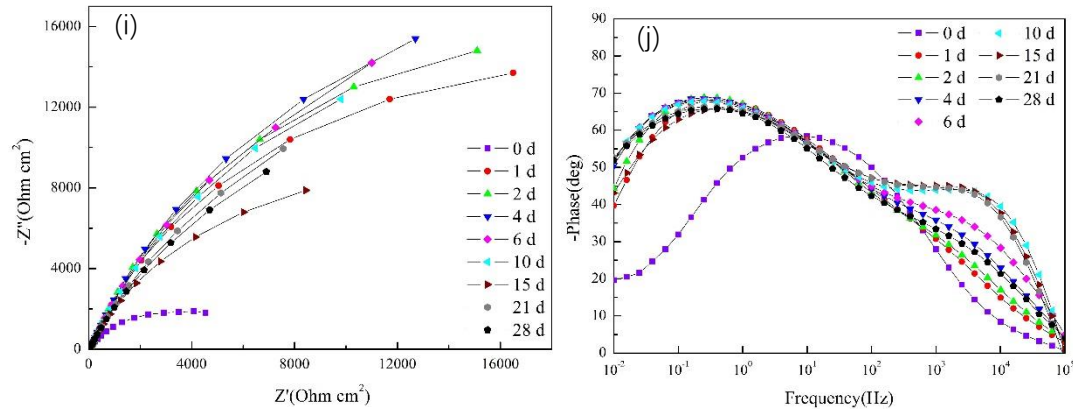 (i)
16000
12000
8000
4000
0
-Z''(Ohm cm²)
0 4000 8000 12000 16000
Z'(Ohm cm²)
0 d
1 d
2 d
4 d
6 d
10 d
15 d
21 d
28 d
(j)
90
80
70
60
50
40
30
20
10
0
-Phase(deg)
10⁻² 10⁻¹ 10⁰ 10¹ 10² 10³ 10⁴ 10⁵
Frequency(Hz)
0 d 10 d
1 d 15 d
2 d 21 d
4 d 28 d
6 d